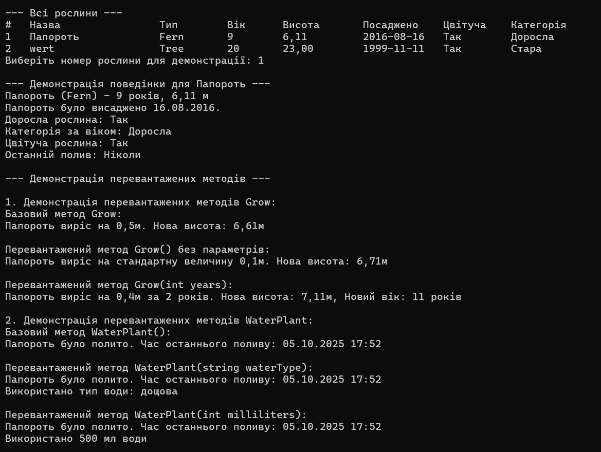 --- Всі рослини ---
# Назва Тип Вік Висота Посаджено Цвітуча Категорія
1 Папороть Fern 9 6,11 2016-08-16 Так Доросла
2 wert Tree 20 23,00 1999-11-11 Так Стара
Виберіть номер рослини для демонстрації: 1
--- Демонстрація поведінки для Папороть ---
Папороть (Fern) - 9 років, 6,11 м
Папороть було висаджено 16.08.2016.
Доросла рослина: Так
Категорія за віком: Доросла
Цвітуча рослина: Так
Останній полив: Ніколи
--- Демонстрація перевантажених методів ---
1. Демонстрація перевантажених методів Grow:
Базовий метод Grow:
Папороть виріс на 0,5м. Нова висота: 6,61м
Перевантажений метод Grow() без параметрів:
Папороть виріс на стандартну величину 0,1м. Нова висота: 6,71м
Перевантажений метод Grow(int years):
Папороть виріс на 0,4м за 2 років. Нова висота: 7,11м, Новий вік: 11 років
2. Демонстрація перевантажених методів WaterPlant:
Базовий метод WaterPlant():
Папороть було полито. Час останнього поливу: 05.10.2025 17:52
Перевантажений метод WaterPlant(string waterType):
Папороть було полито. Час останнього поливу: 05.10.2025 17:52
Використано тип води: дощова
Перевантажений метод WaterPlant(int milliliters):
Папороть було полито. Час останнього поливу: 05.10.2025 17:52
Використано 500 мл води